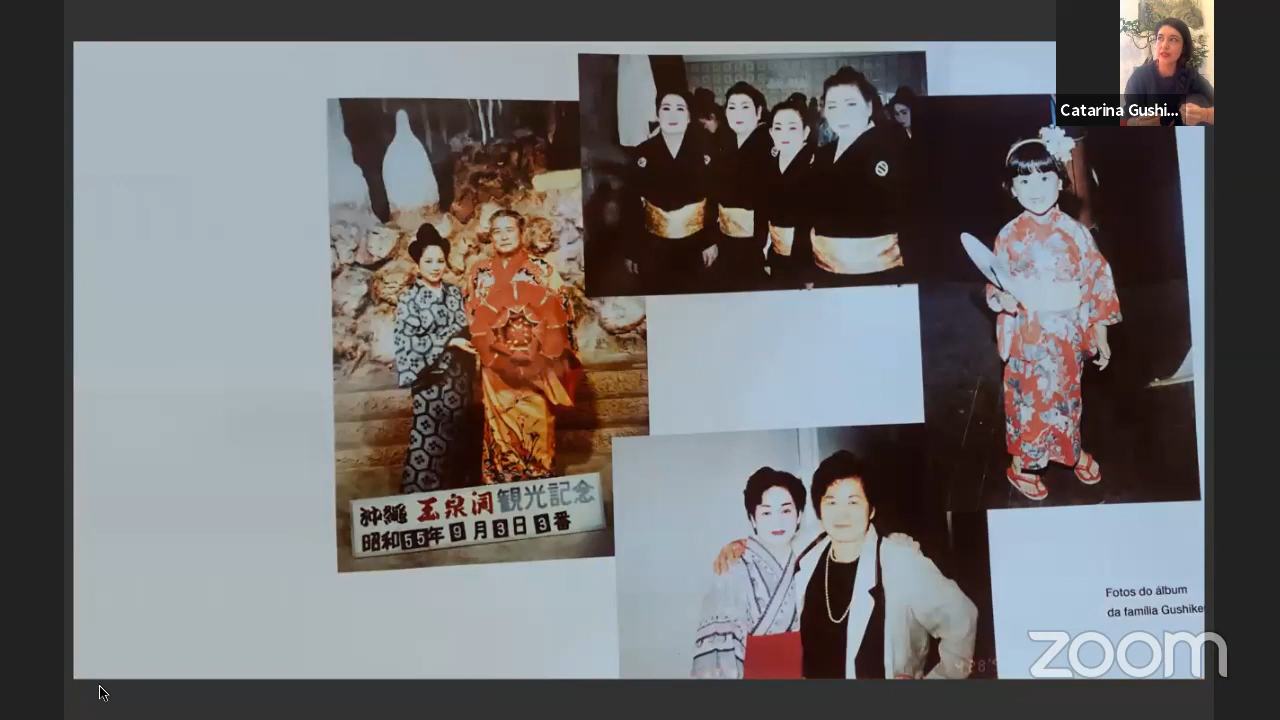 Catarina Gushi...
沖縄 玉泉洞 観光記念
昭和55年9月3日3番
Fotos do álbum
da família Gushike
zoom